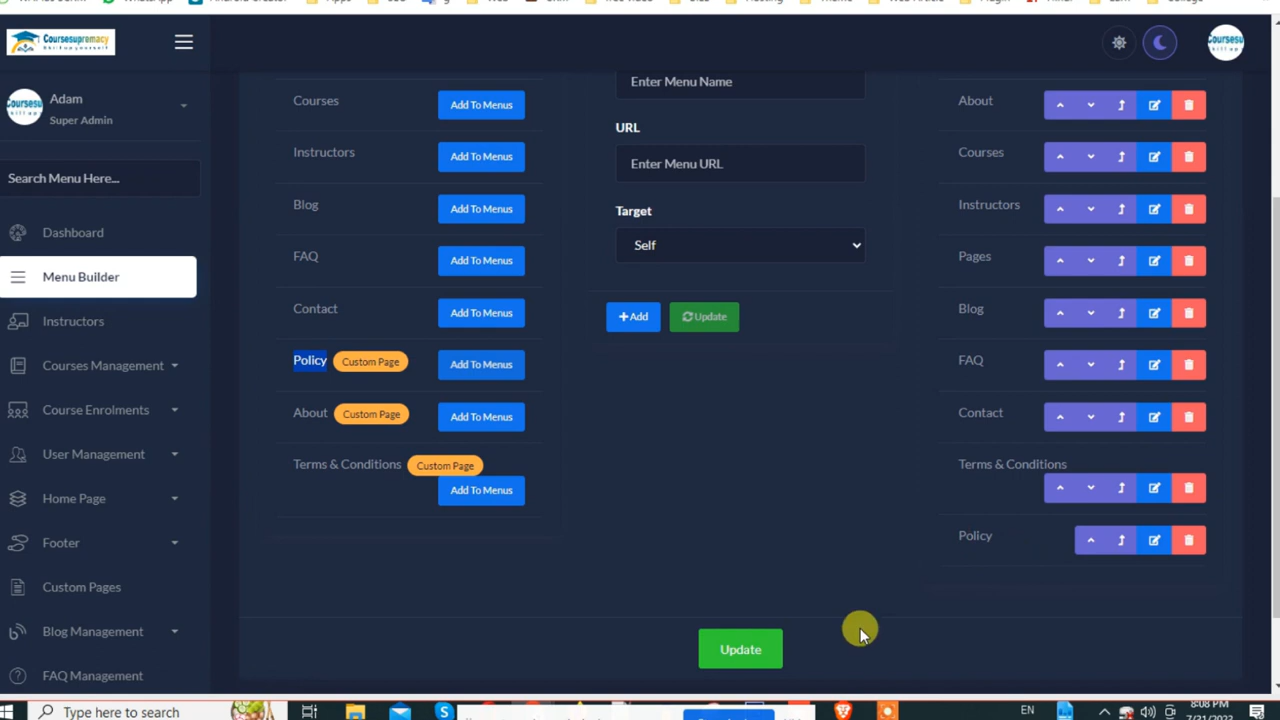 Coursesupremacy
Adam
Super Admin
Search Menu Here...
Dashboard
Menu Builder
Instructors
Courses Management
Course Enrolments
User Management
Home Page
Footer
Custom Pages
Blog Management
FAQ Management
Courses Add To Menus
Instructors Add To Menus
Blog Add To Menus
FAQ Add To Menus
Contact Add To Menus
Policy Custom Page Add To Menus
About Custom Page Add To Menus
Terms & Conditions Custom Page
Add To Menus
Enter Menu Name
URL
Enter Menu URL
Target
Self
+Add Update
About
Courses
Instructors
Pages
Blog
FAQ
Contact
Terms & Conditions
Policy
Update
Type here to search
EN
8:08 PM